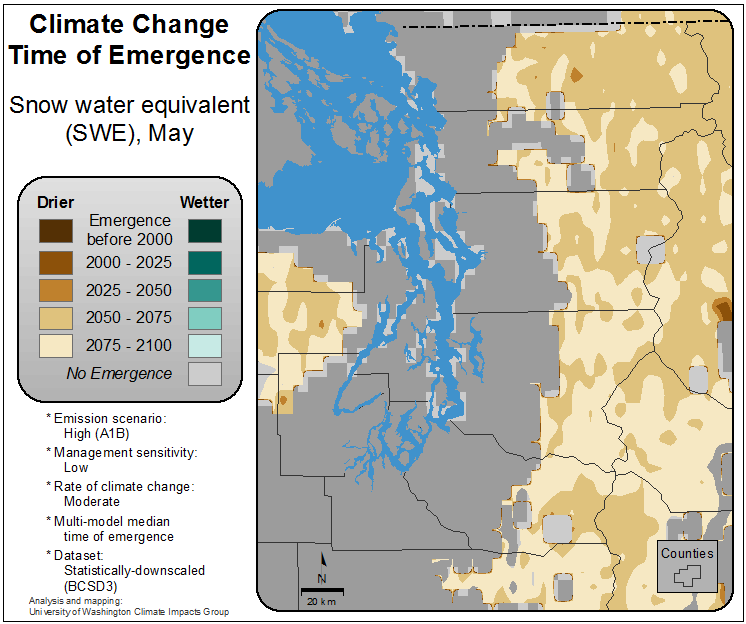 Climate Change
Time of Emergence
Snow water equivalent
(SWE), May
Drier Wetter
Emergence
before 2000
2000 - 2025
2025 - 2050
2050 - 2075
2075 - 2100
No Emergence
* Emission scenario:
High (A1B)
* Management sensitivity:
Low
* Rate of climate change:
Moderate
* Multi-model median
time of emergence
* Dataset:
Statistically-downscaled
(BCSD3)
Analysis and mapping:
University of Washington Climate Impacts Group
N
20 km
Counties